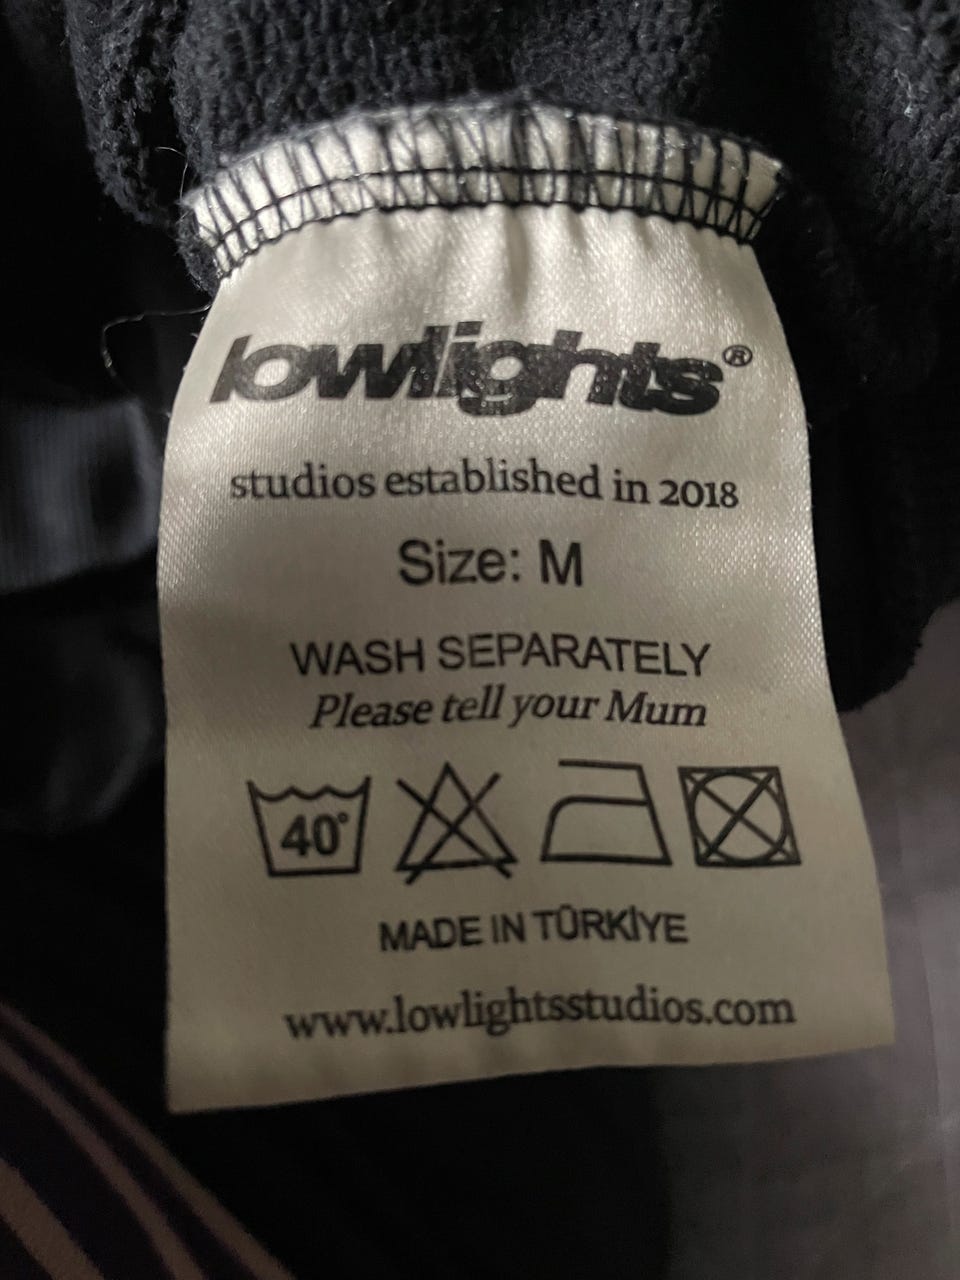 lowlights®
studios established in 2018
Size: M
WASH SEPARATELY
Please tell your Mum
40°
MADE IN TÜRKİYE
www.lowlightsstudios.com